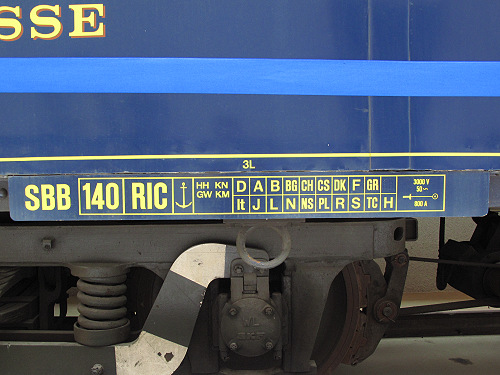 SSE
3L
SBB 140 RIC HH KN D A B BG CH CS DK F GR 3000 V
GW KM It J L N NS PL R S TC H 50~
800 A